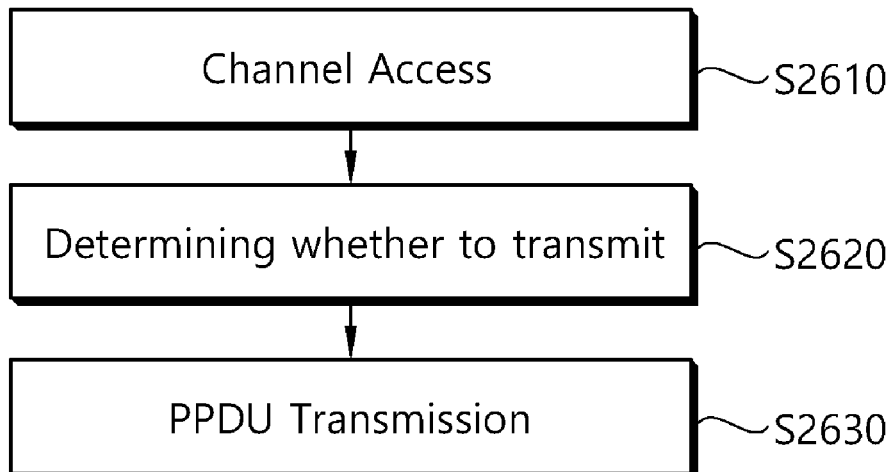 Channel Access
S2610
Determining whether to transmit
S2620
PPDU Transmission
S2630